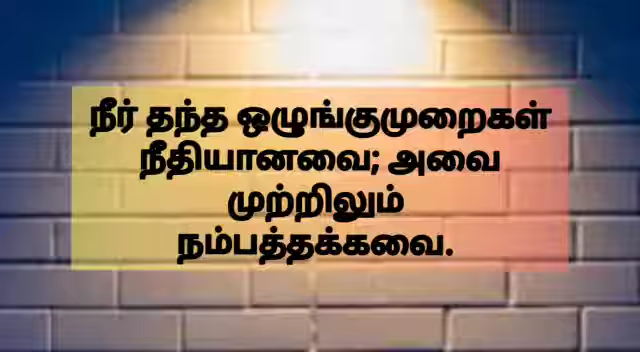 நீர் தந்த ஒழுங்குமுறைகள்
நீதியானவை; அவை
முற்றிலும்
நம்பத்தக்கவை.